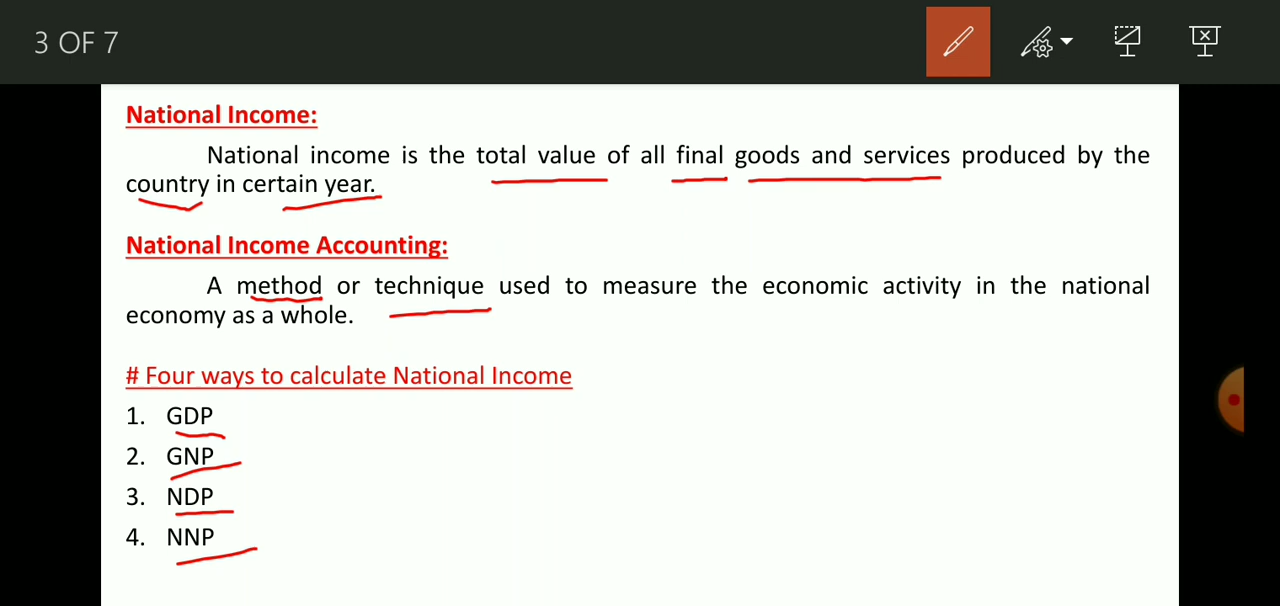 3 OF 7
National Income:
National income is the total value of all final goods and services produced by the
country in certain year.
National Income Accounting:
A method or technique used to measure the economic activity in the national
economy as a whole.
# Four ways to calculate National Income
1. GDP
2. GNP
3. NDP
4. NNP